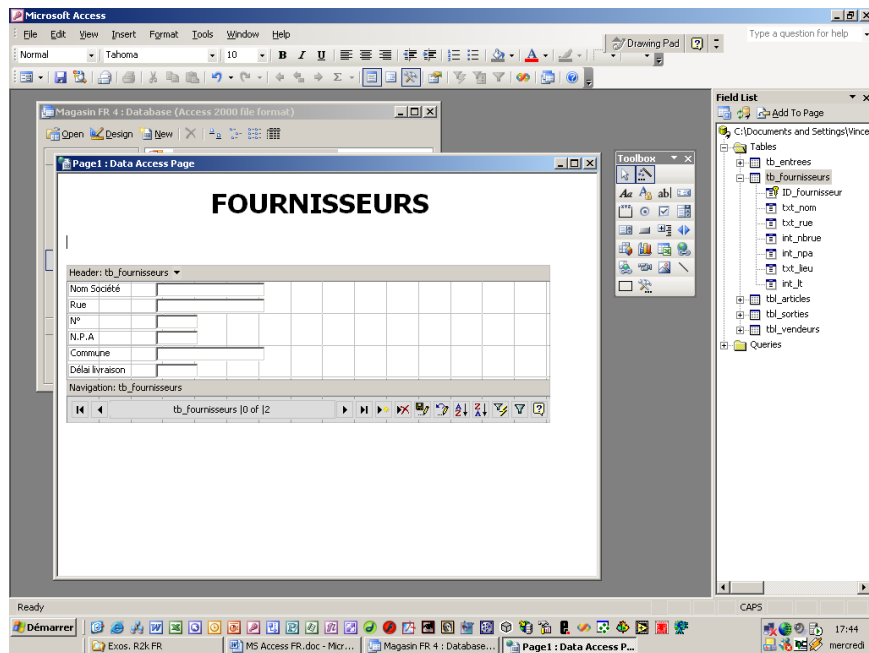 Microsoft Access
File Edit View Insert Format Tools Window Help
Type a question for help
Normal Tahoma 10 B I U
Drawing Pad
Magasin FR 4 : Database (Access 2000 file format)
Open Design New
Page1 : Data Access Page
FOURNISSEURS
Header: tb_fournisseurs
Nom Société
Rue
N°
N.P.A
Commune
Délai livraison
Navigation: tb_fournisseurs
tb_fournisseurs |0 of |2
Toolbox
Aa ab|
Field List
Add To Page
C:\Documents and Settings\Vince
Tables
tb_entrees
tb_fournisseurs
ID_fournisseur
txt_nom
txt_rue
int_nbrue
int_npa
txt_lieu
int_lt
tbl_articles
tbl_sorties
tbl_vendeurs
Queries
Ready
CAPS
Démarrer
17:44
Exos. R2k FR
MS Access FR.doc - Micr...
Magasin FR 4 : Database...
Page1 : Data Access P...
mercredi